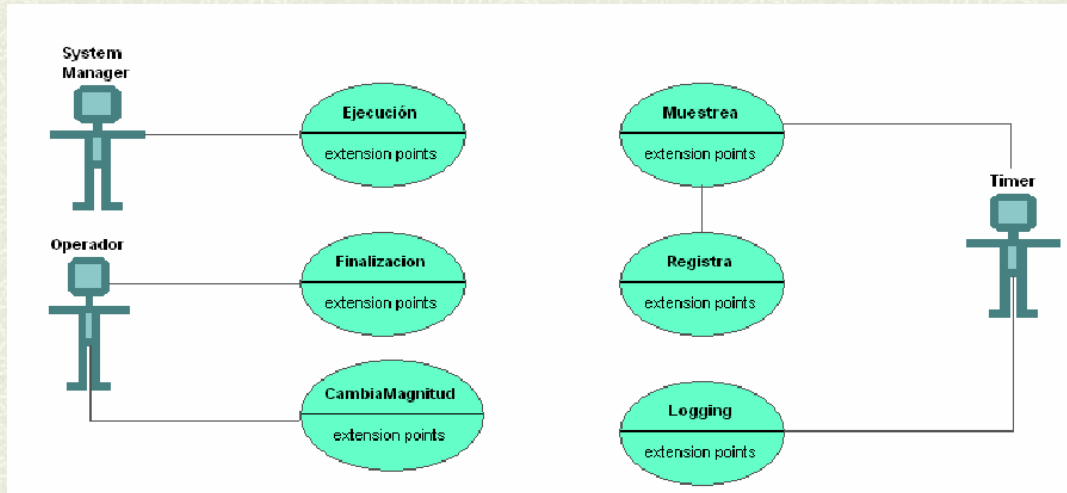 System
Manager
Ejecución
extension points
Muestrea
extension points
Timer
Operador
Finalizacion
extension points
Registra
extension points
CambiaMagnitud
extension points
Logging
extension points